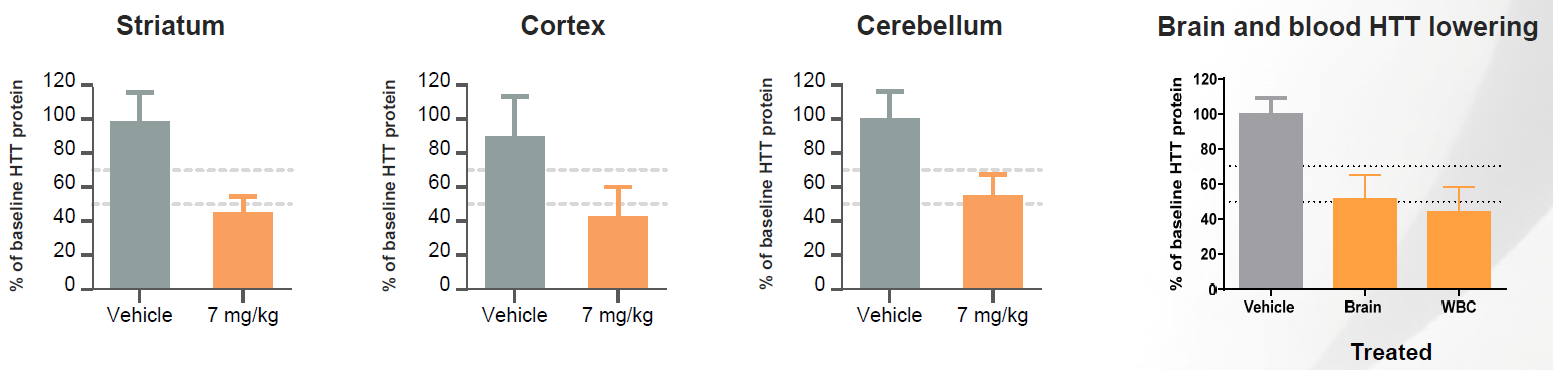 Striatum
% of baseline HTT protein
120
100
80
60
40
20
0
Vehicle
7 mg/kg
Cortex
% of baseline HTT protein
120
100
80
60
40
20
0
Vehicle
7 mg/kg
Cerebellum
% of baseline HTT protein
120
100
80
60
40
20
0
Vehicle
7 mg/kg
Brain and blood HTT lowering
% of baseline HTT protein
120
100
80
60
40
20
0
Vehicle
Brain
WBC
Treated